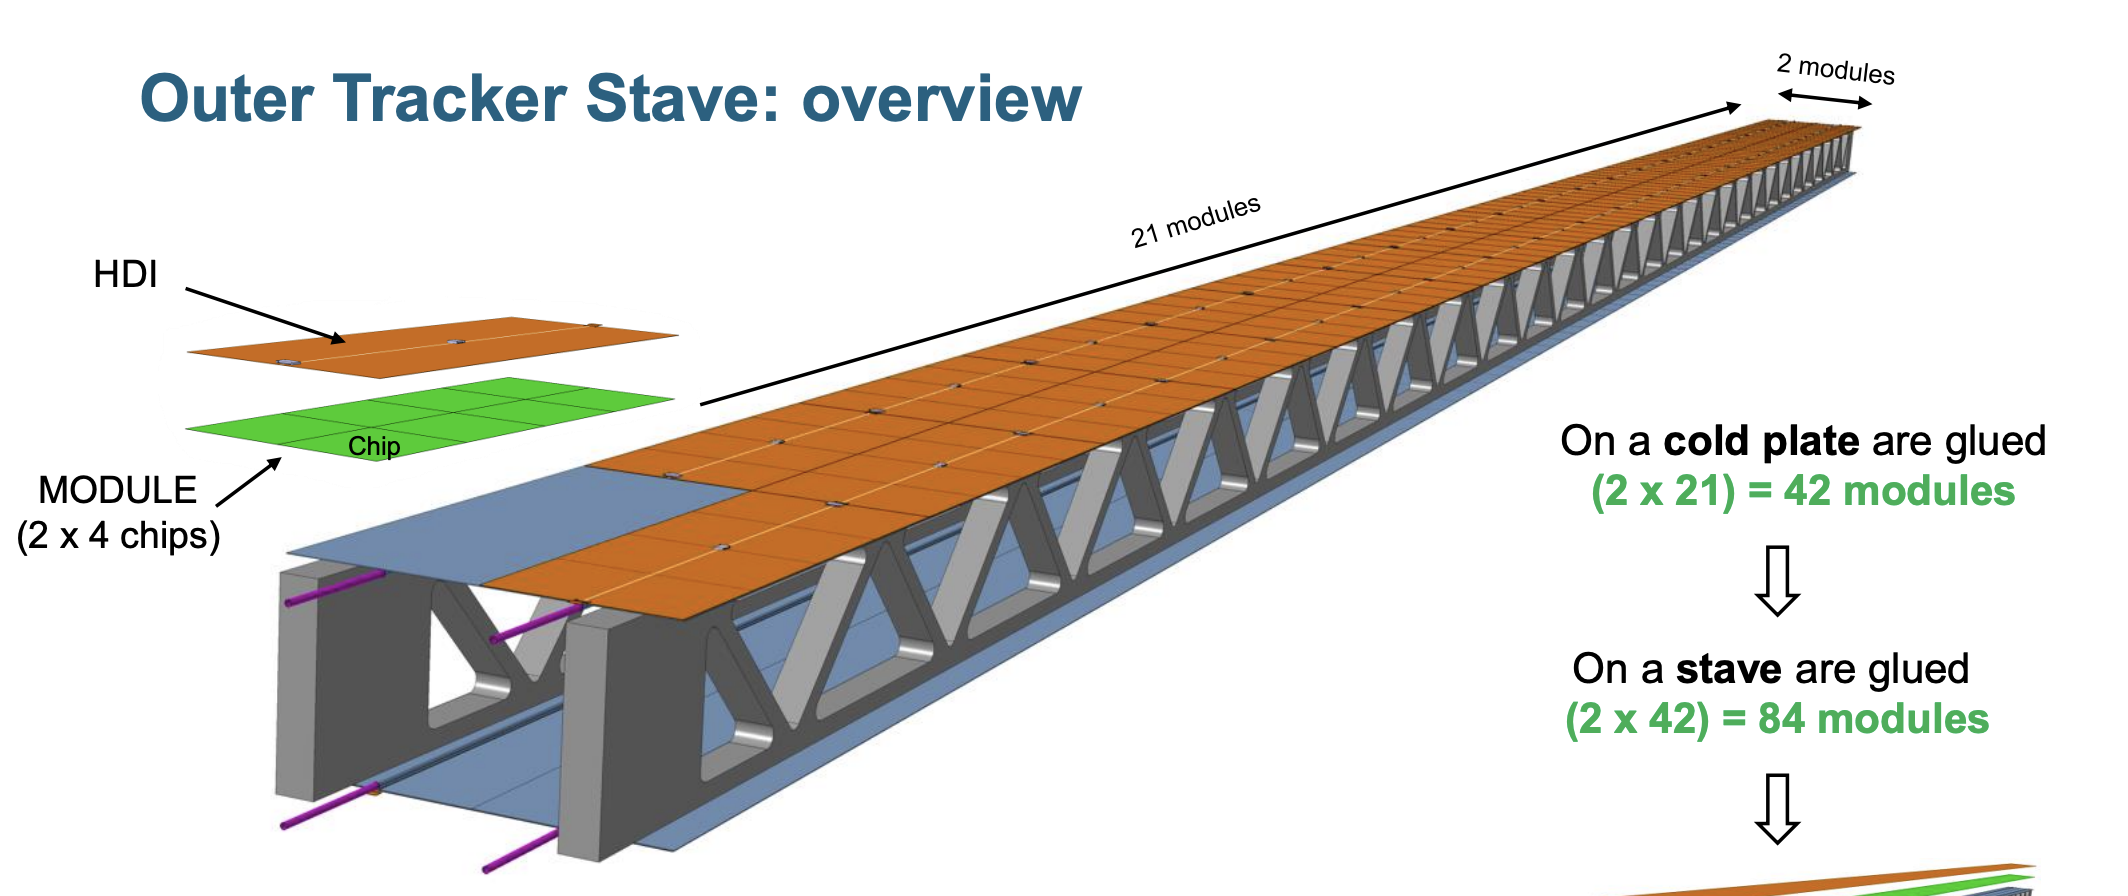 Outer Tracker Stave: overview
2 modules
21 modules
HDI
Chip
MODULE
(2 x 4 chips)
On a cold plate are glued
(2 x 21) = 42 modules
On a stave are glued
(2 x 42) = 84 modules